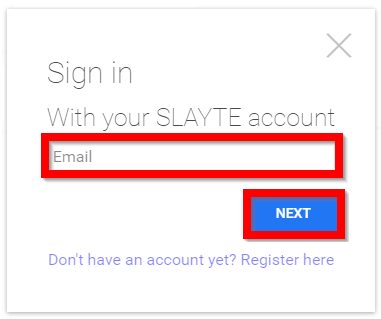 Sign in
With your SLAYTE account
Email
NEXT
Don't have an account yet? Register here